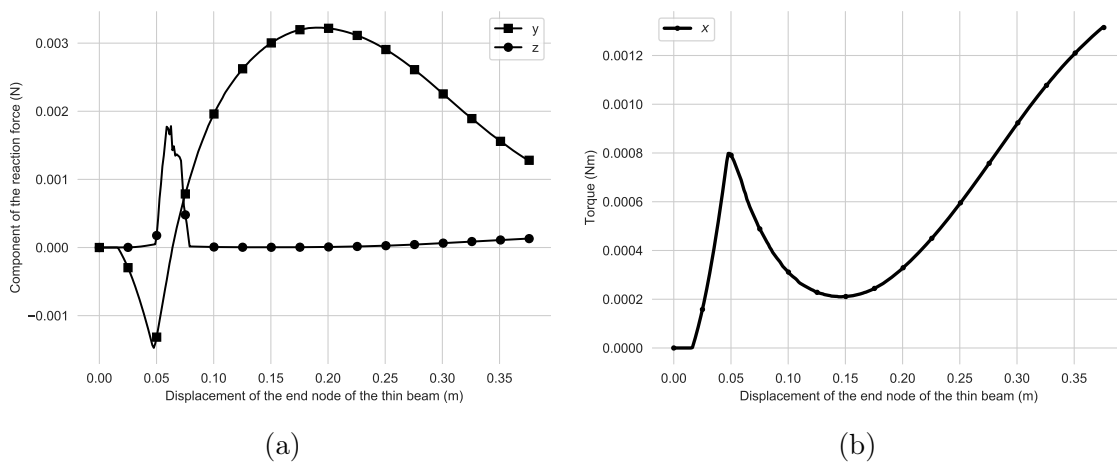 y
z
0.003
0.002
0.001
0.000
−0.001
Component of the reaction force (N)
0.00 0.05 0.10 0.15 0.20 0.25 0.30 0.35
Displacement of the end node of the thin beam (m)
(a)
x
0.0012
0.0010
0.0008
0.0006
0.0004
0.0002
0.0000
Torque (Nm)
0.00 0.05 0.10 0.15 0.20 0.25 0.30 0.35
Displacement of the end node of the thin beam (m)
(b)